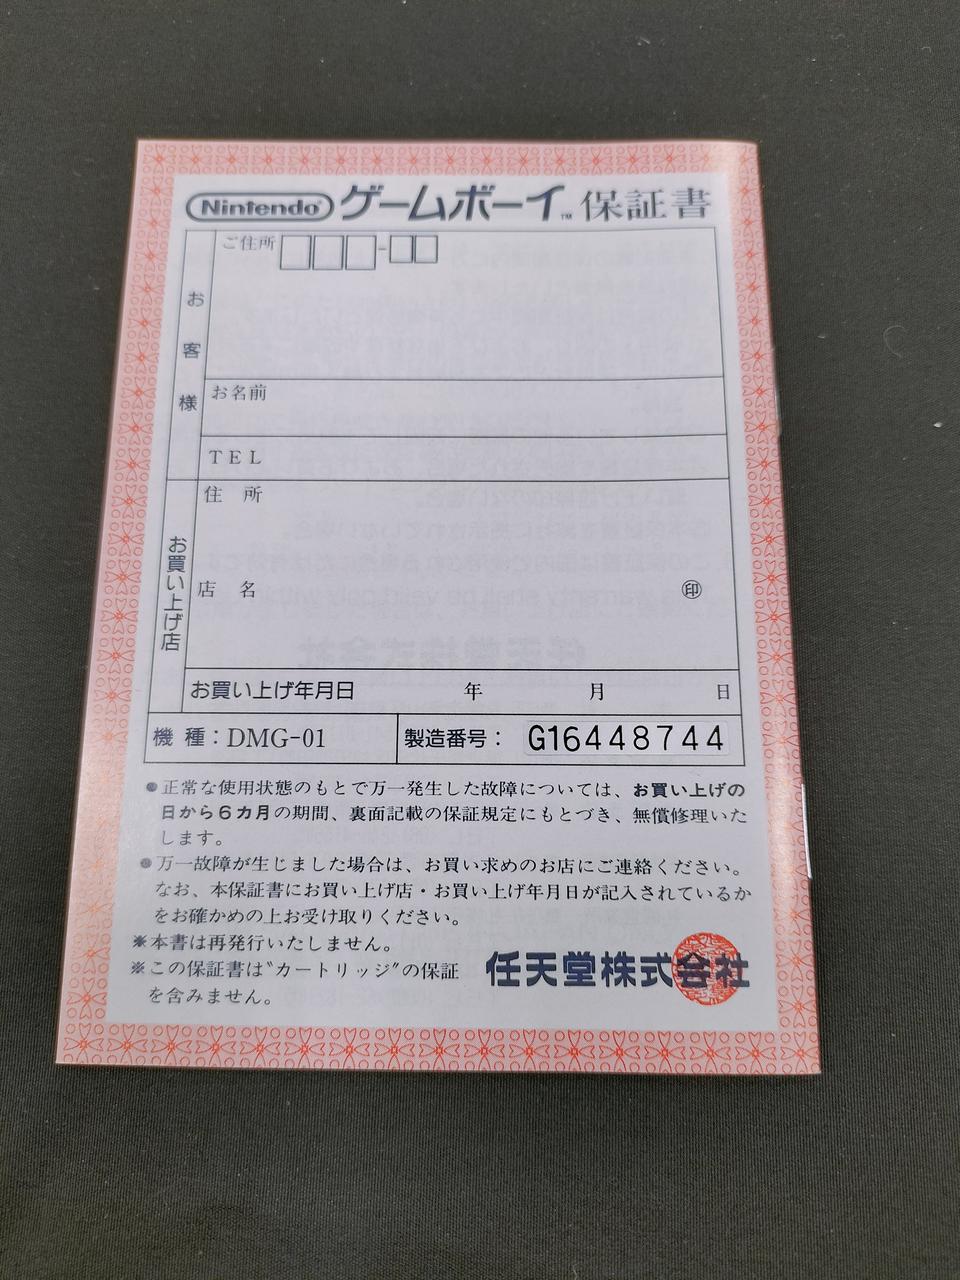 Nintendo ゲームボーイ™ 保証書
お客様
ご住所
お名前
TEL
お買い上げ店
住 所
店 名 ㊞
お買い上げ年月日 年 月 日
機 種：DMG-01 製造番号： G16448744
●正常な使用状態のもとで万一発生した故障については、お買い上げの
日から6カ月の期間、裏面記載の保証規定にもとづき、無償修理いた
します。
●万一故障が生じました場合は、お買い求めのお店にご連絡ください。
なお、本保証書にお買い上げ店・お買い上げ年月日が記入されているか
をお確かめの上お受け取りください。
※本書は再発行いたしません。
※この保証書は〝カートリッジ〞の保証
を含みません。
任天堂株式会社